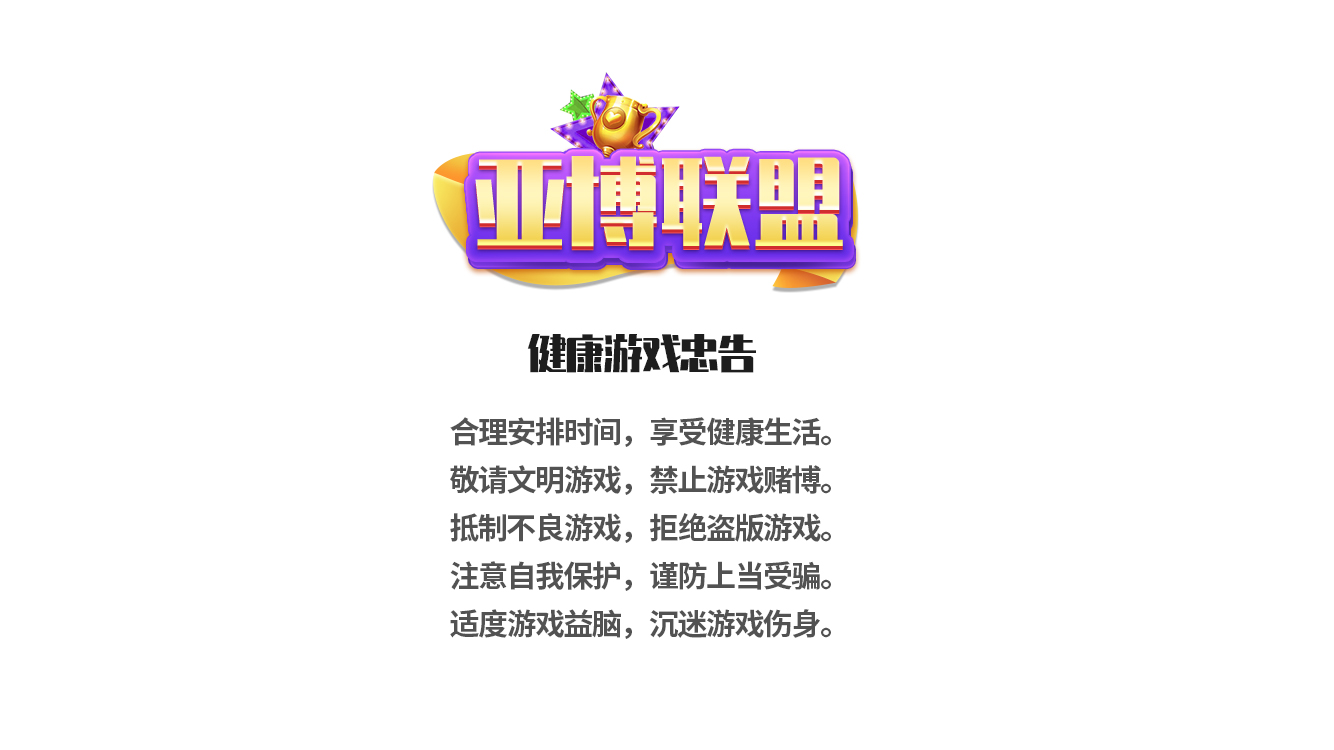 亚博联盟
健康游戏忠告
合理安排时间，享受健康生活。
敬请文明游戏，禁止游戏赌博。
抵制不良游戏，拒绝盗版游戏。
注意自我保护，谨防上当受骗。
适度游戏益脑，沉迷游戏伤身。